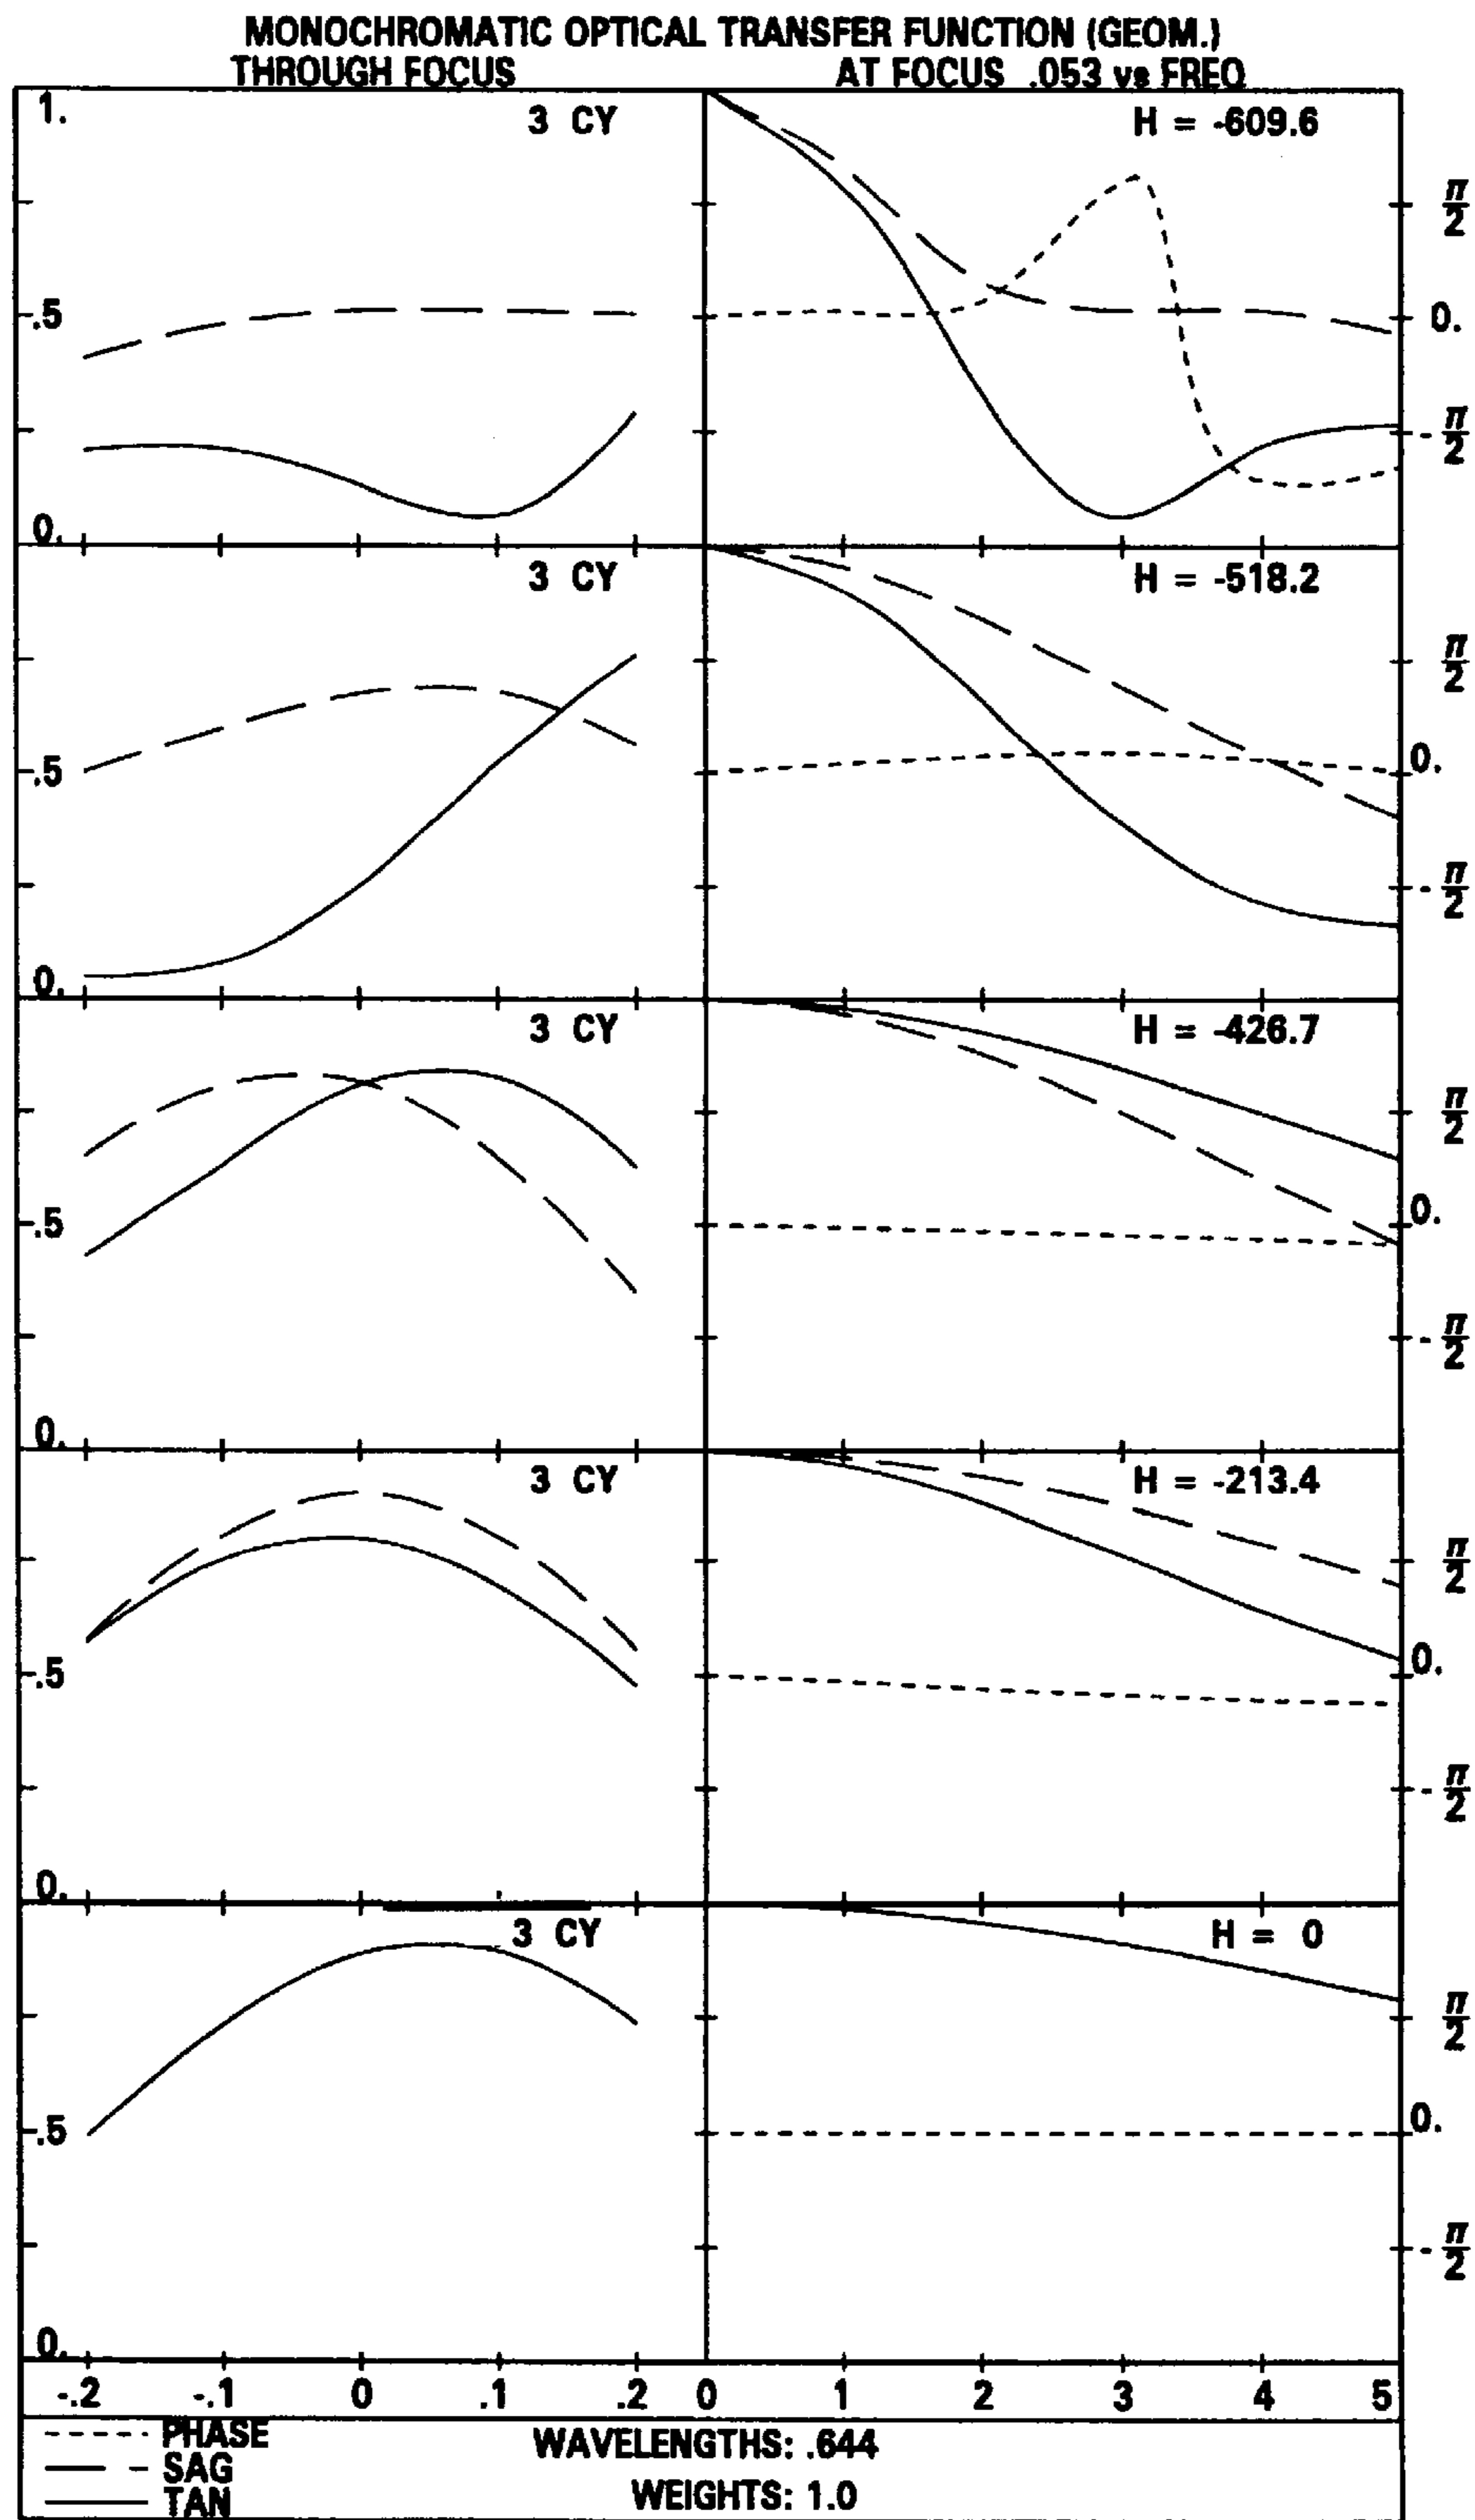 MONOCHROMATIC OPTICAL TRANSFER FUNCTION (GEOM.)
THROUGH FOCUS AT FOCUS .053 vs FREQ
1. 3 CY H = -609.6
π/2
.5 0.
- π/2
0.
3 CY H = -518.2
π/2
.5 0.
- π/2
0.
3 CY H = -426.7
π/2
.5 0.
- π/2
0.
3 CY H = -213.4
π/2
.5 0.
- π/2
0.
3 CY H = 0
π/2
.5 0.
- π/2
0.
-.2 -.1 0 .1 .2 0 1 2 3 4 5
PHASE WAVELENGTHS: .644
SAG
TAN WEIGHTS: 1.0